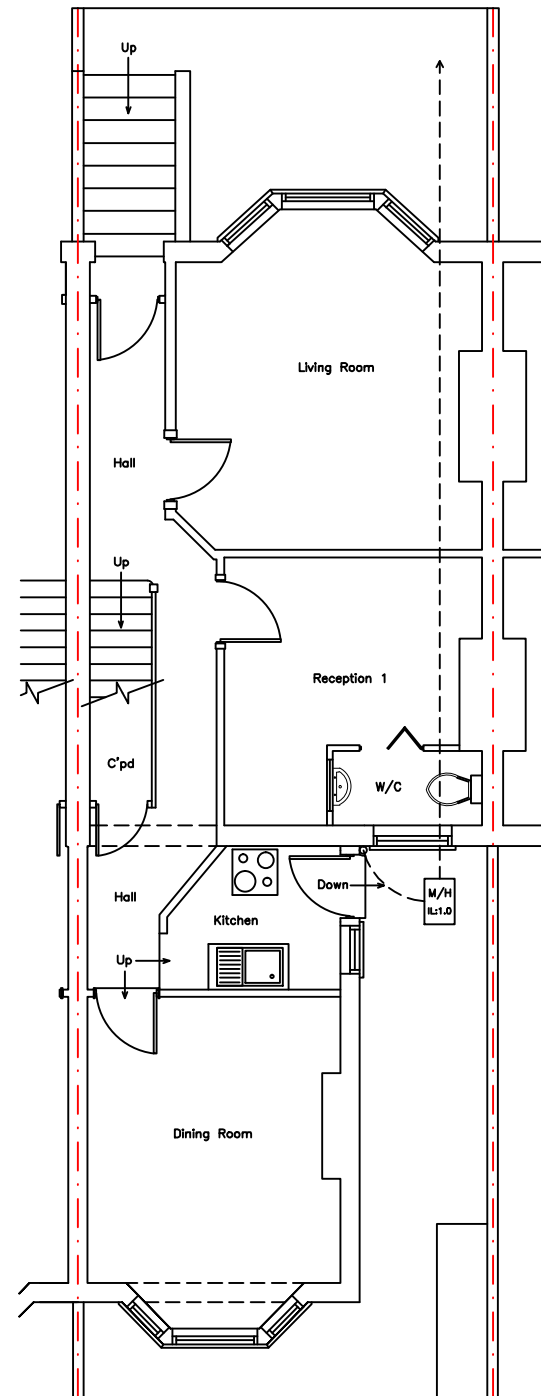 Up
Living Room
Hall
Up
Reception 1
C'pd
W/C
Down
M/H
IL:1.0
Hall
Kitchen
Up
Dining Room